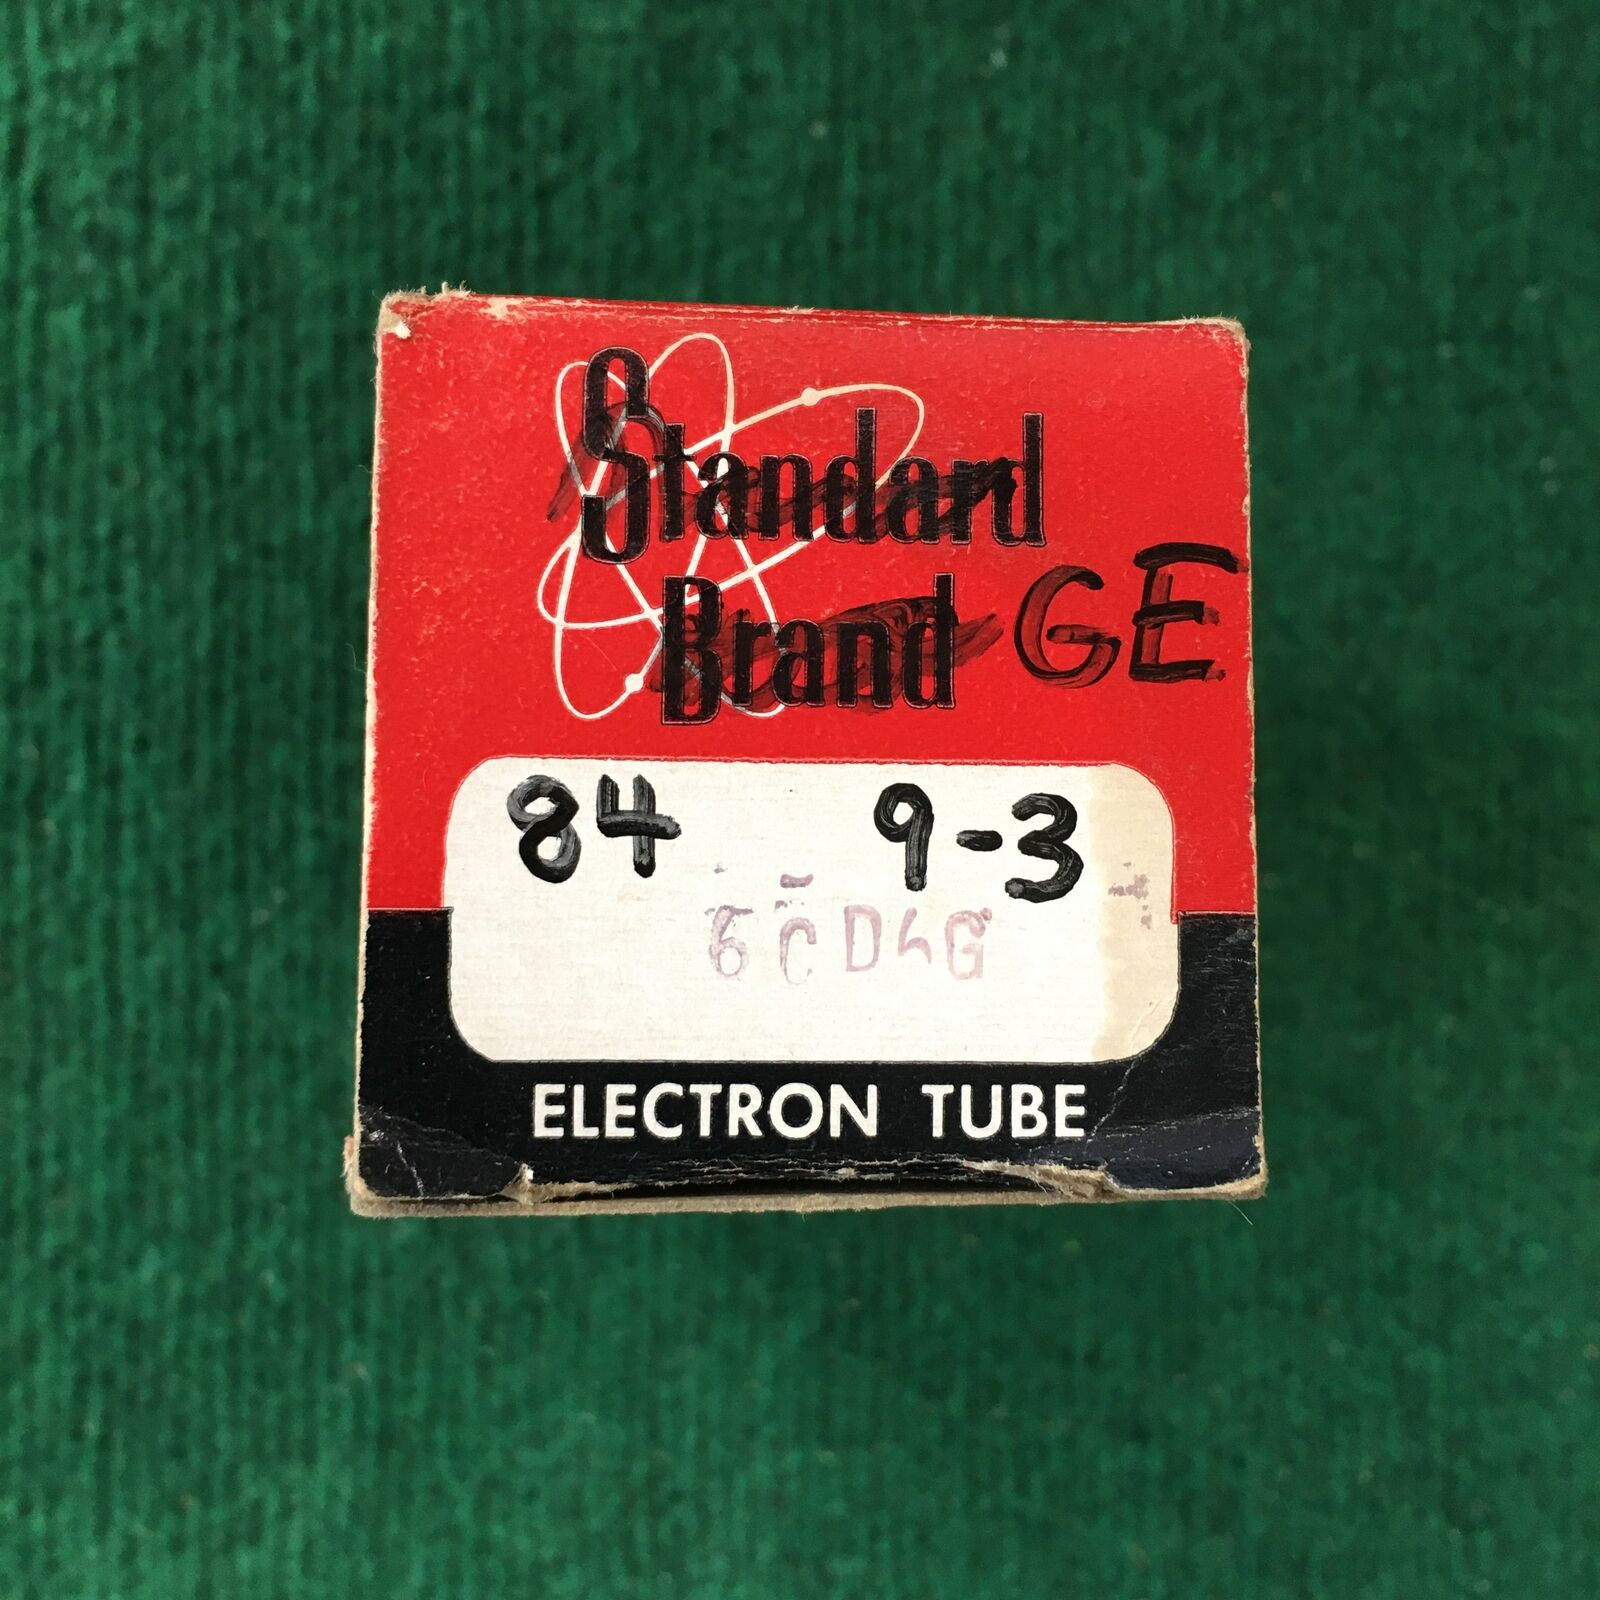 Standard
Brand GE
84 9-3
6CD6G
ELECTRON TUBE